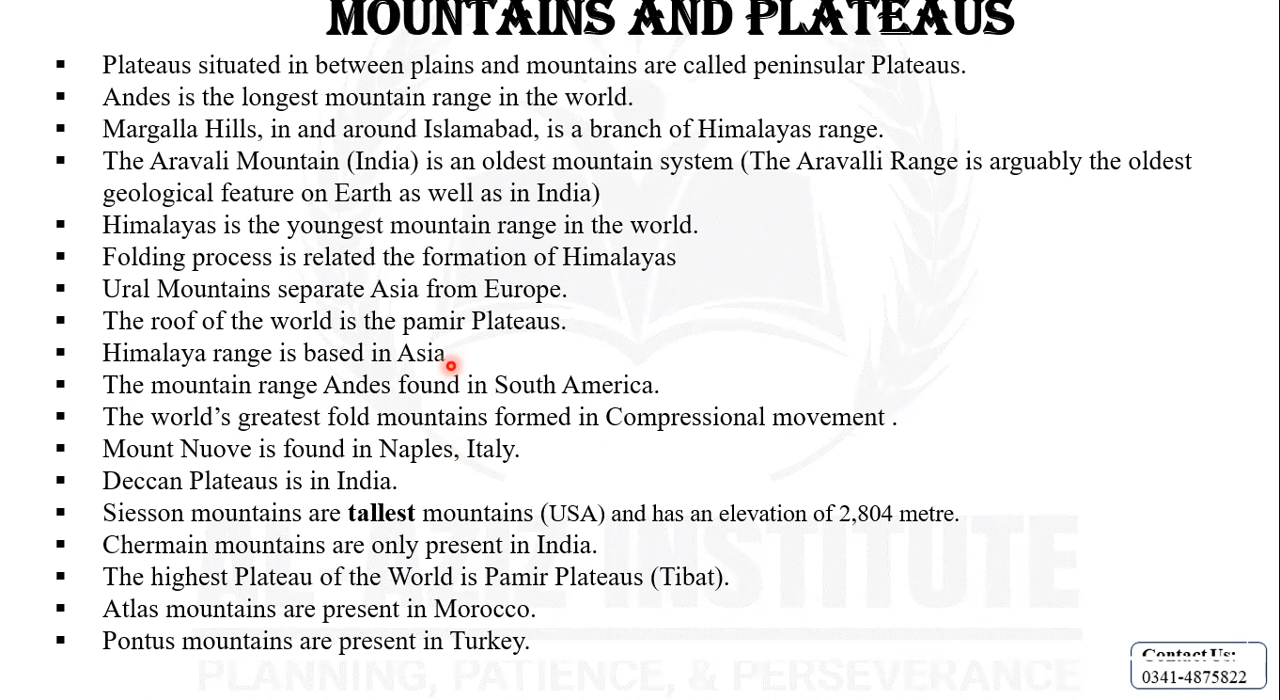 MOUNTAINS AND PLATEAUS
▪ Plateaus situated in between plains and mountains are called peninsular Plateaus.
▪ Andes is the longest mountain range in the world.
▪ Margalla Hills, in and around Islamabad, is a branch of Himalayas range.
▪ The Aravali Mountain (India) is an oldest mountain system (The Aravalli Range is arguably the oldest
geological feature on Earth as well as in India)
▪ Himalayas is the youngest mountain range in the world.
▪ Folding process is related the formation of Himalayas
▪ Ural Mountains separate Asia from Europe.
▪ The roof of the world is the pamir Plateaus.
▪ Himalaya range is based in Asia
▪ The mountain range Andes found in South America.
▪ The world’s greatest fold mountains formed in Compressional movement .
▪ Mount Nuove is found in Naples, Italy.
▪ Deccan Plateaus is in India.
▪ Siesson mountains are tallest mountains (USA) and has an elevation of 2,804 metre.
▪ Chermain mountains are only present in India.
▪ The highest Plateau of the World is Pamir Plateaus (Tibat).
▪ Atlas mountains are present in Morocco.
▪ Pontus mountains are present in Turkey.
AL-AZIZ INSTITUTE
PLANNING, PATIENCE, & PERSEVERANCE
Contact Us:
0341-4875822